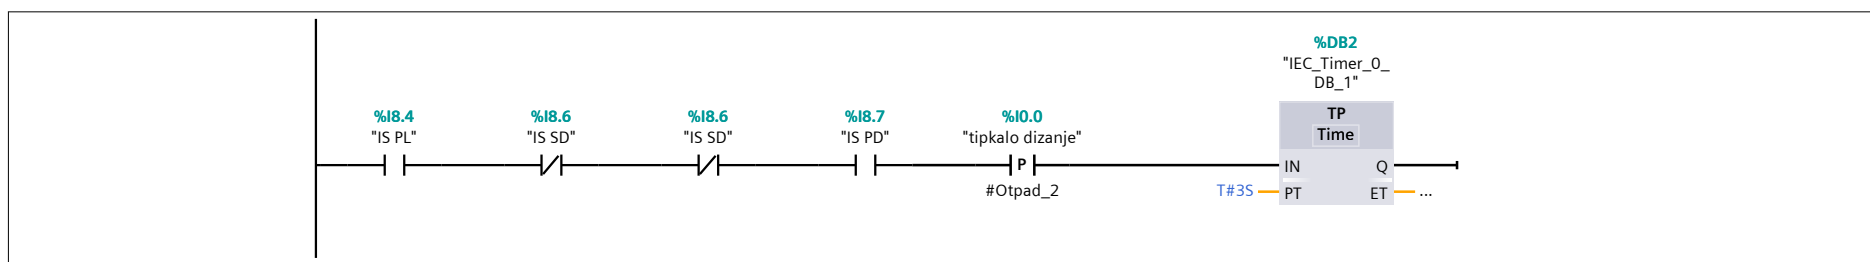 %DB2
"IEC_Timer_0_
DB_1"
%I8.4
"IS PL"
%I8.6
"IS SD"
%I8.6
"IS SD"
%I8.7
"IS PD"
%I0.0
"tipkalo dizanje"
P
#Otpad_2
TP
Time
IN
Q
T#3S
PT
ET
...